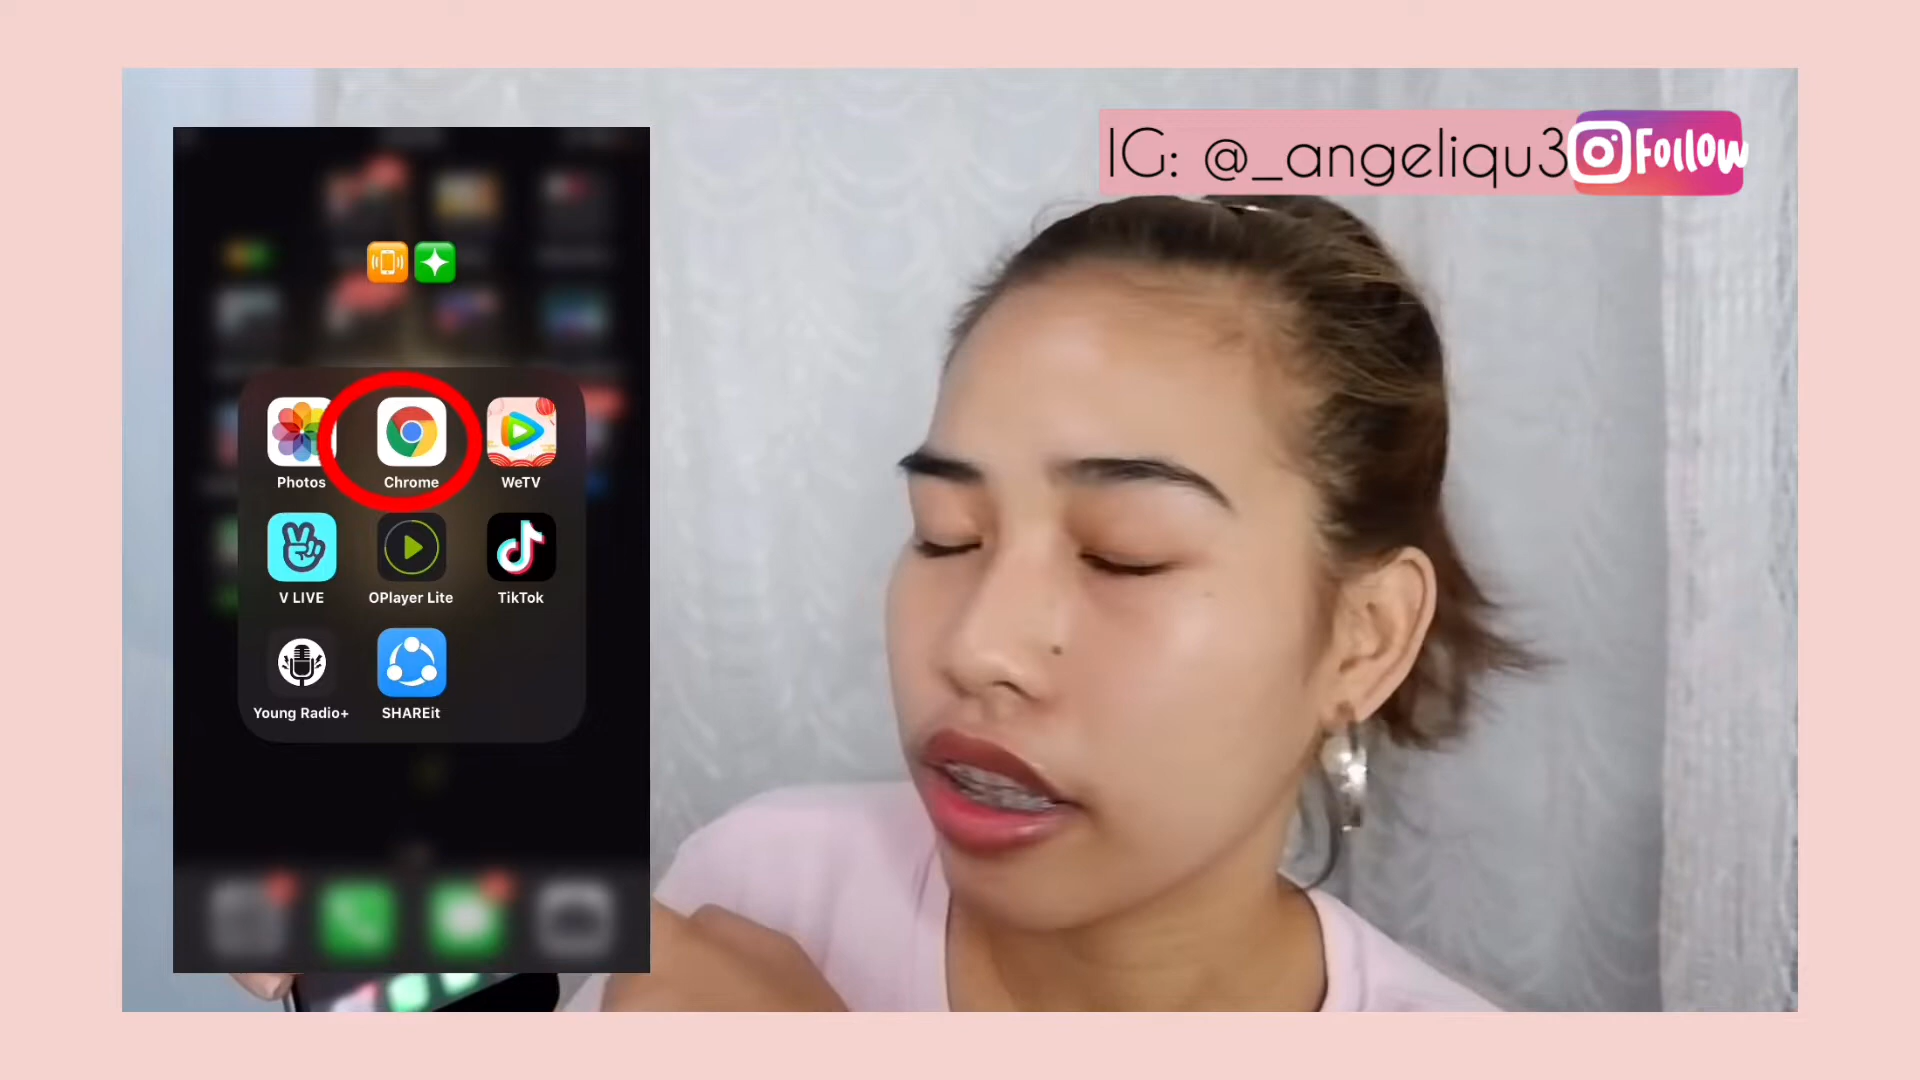 IG: @_angeliqu3
Follow
Photos
Chrome
WeTV
V LIVE
OPlayer Lite
TikTok
Young Radio+
SHAREit